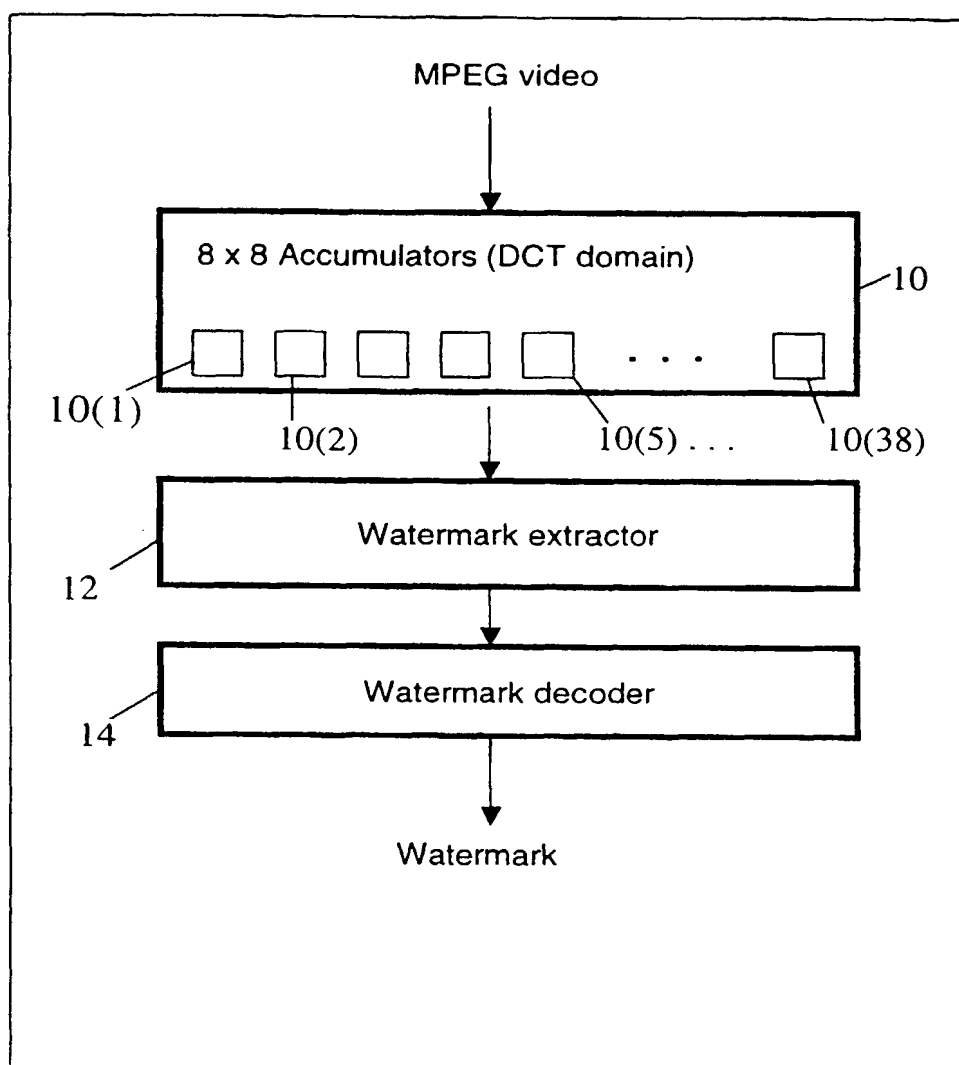 MPEG video
8 x 8 Accumulators (DCT domain)
10
. . .
10(1)
10(2)
10(5) . . .
10(38)
Watermark extractor
12
Watermark decoder
14
Watermark